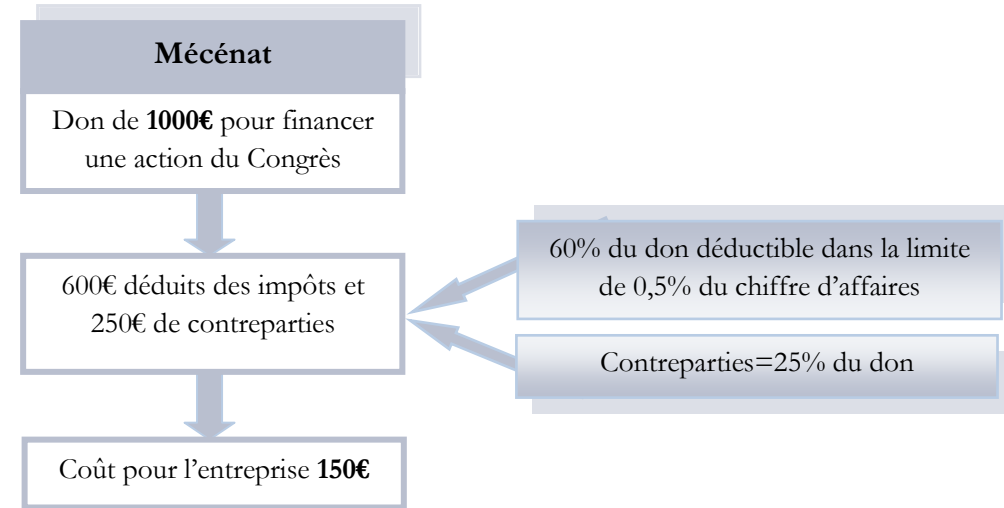 Mécénat
Don de 1000€ pour financer
une action du Congrès
600€ déduits des impôts et
250€ de contreparties
60% du don déductible dans la limite
de 0,5% du chiffre d’affaires
Contreparties=25% du don
Coût pour l’entreprise 150€